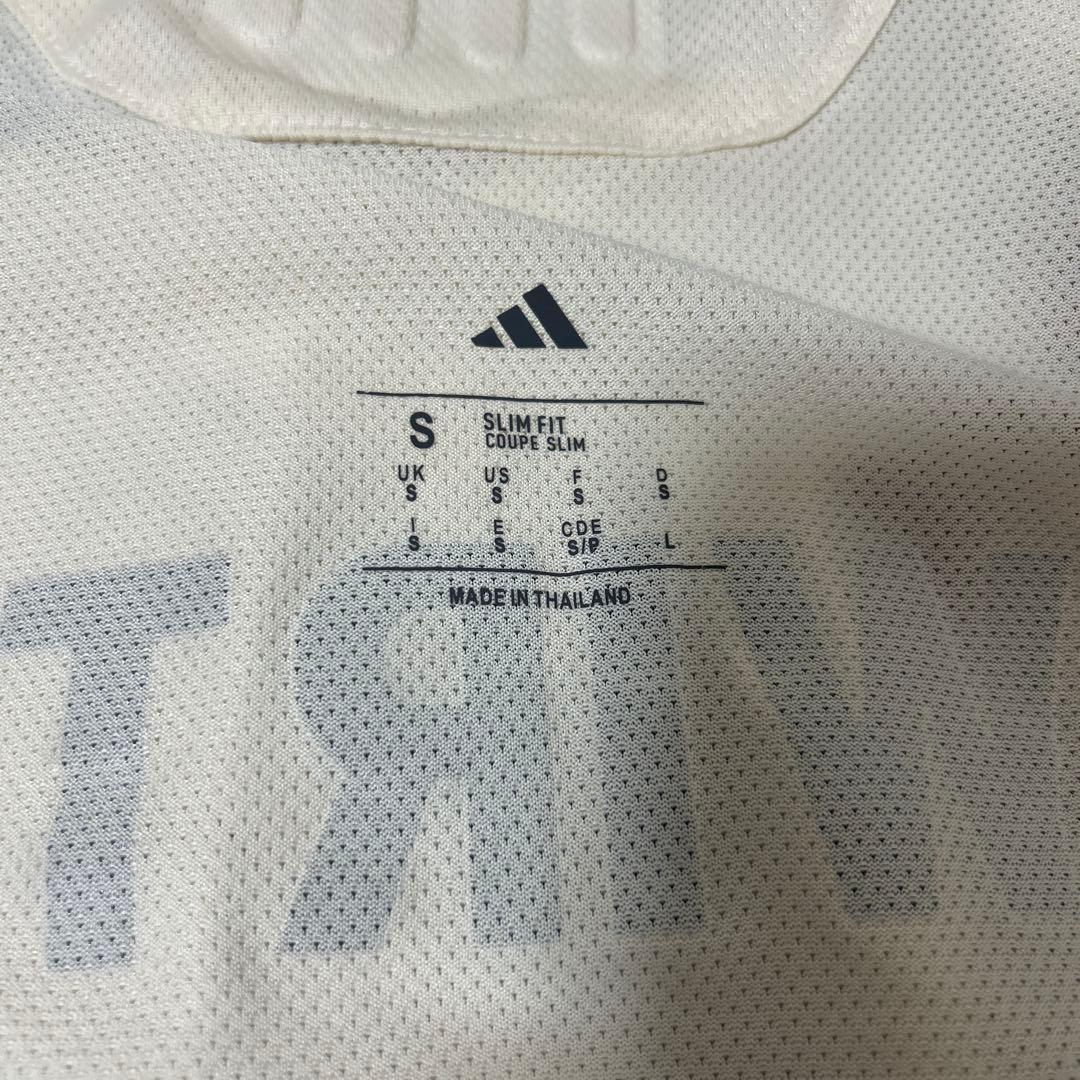 S
SLIM FIT
COUPE SLIM
UK US F D
S S S S
I E CDE
S S S/P L
MADE IN THAILAND